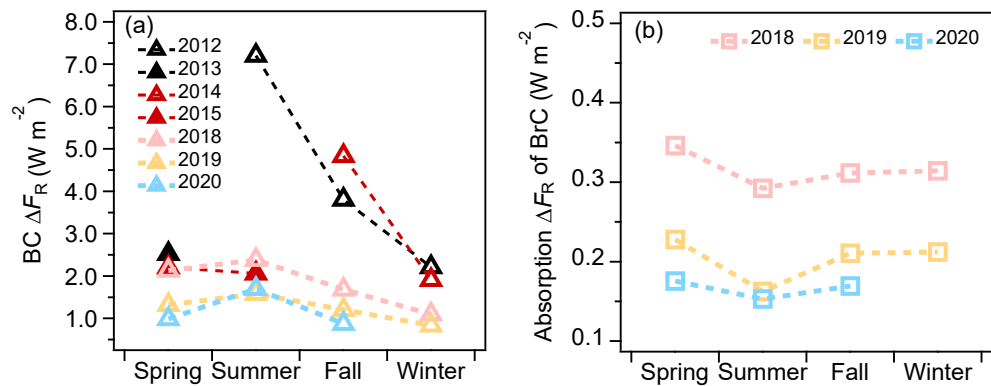 (a)
BC ΔF_R (W m⁻²)
8.0
7.0
6.0
5.0
4.0
3.0
2.0
1.0
2012
2013
2014
2015
2018
2019
2020
Spring Summer Fall Winter
(b)
Absorption ΔF_R of BrC (W m⁻²)
0.5
0.4
0.3
0.2
0.1
2018 2019 2020
Spring Summer Fall Winter